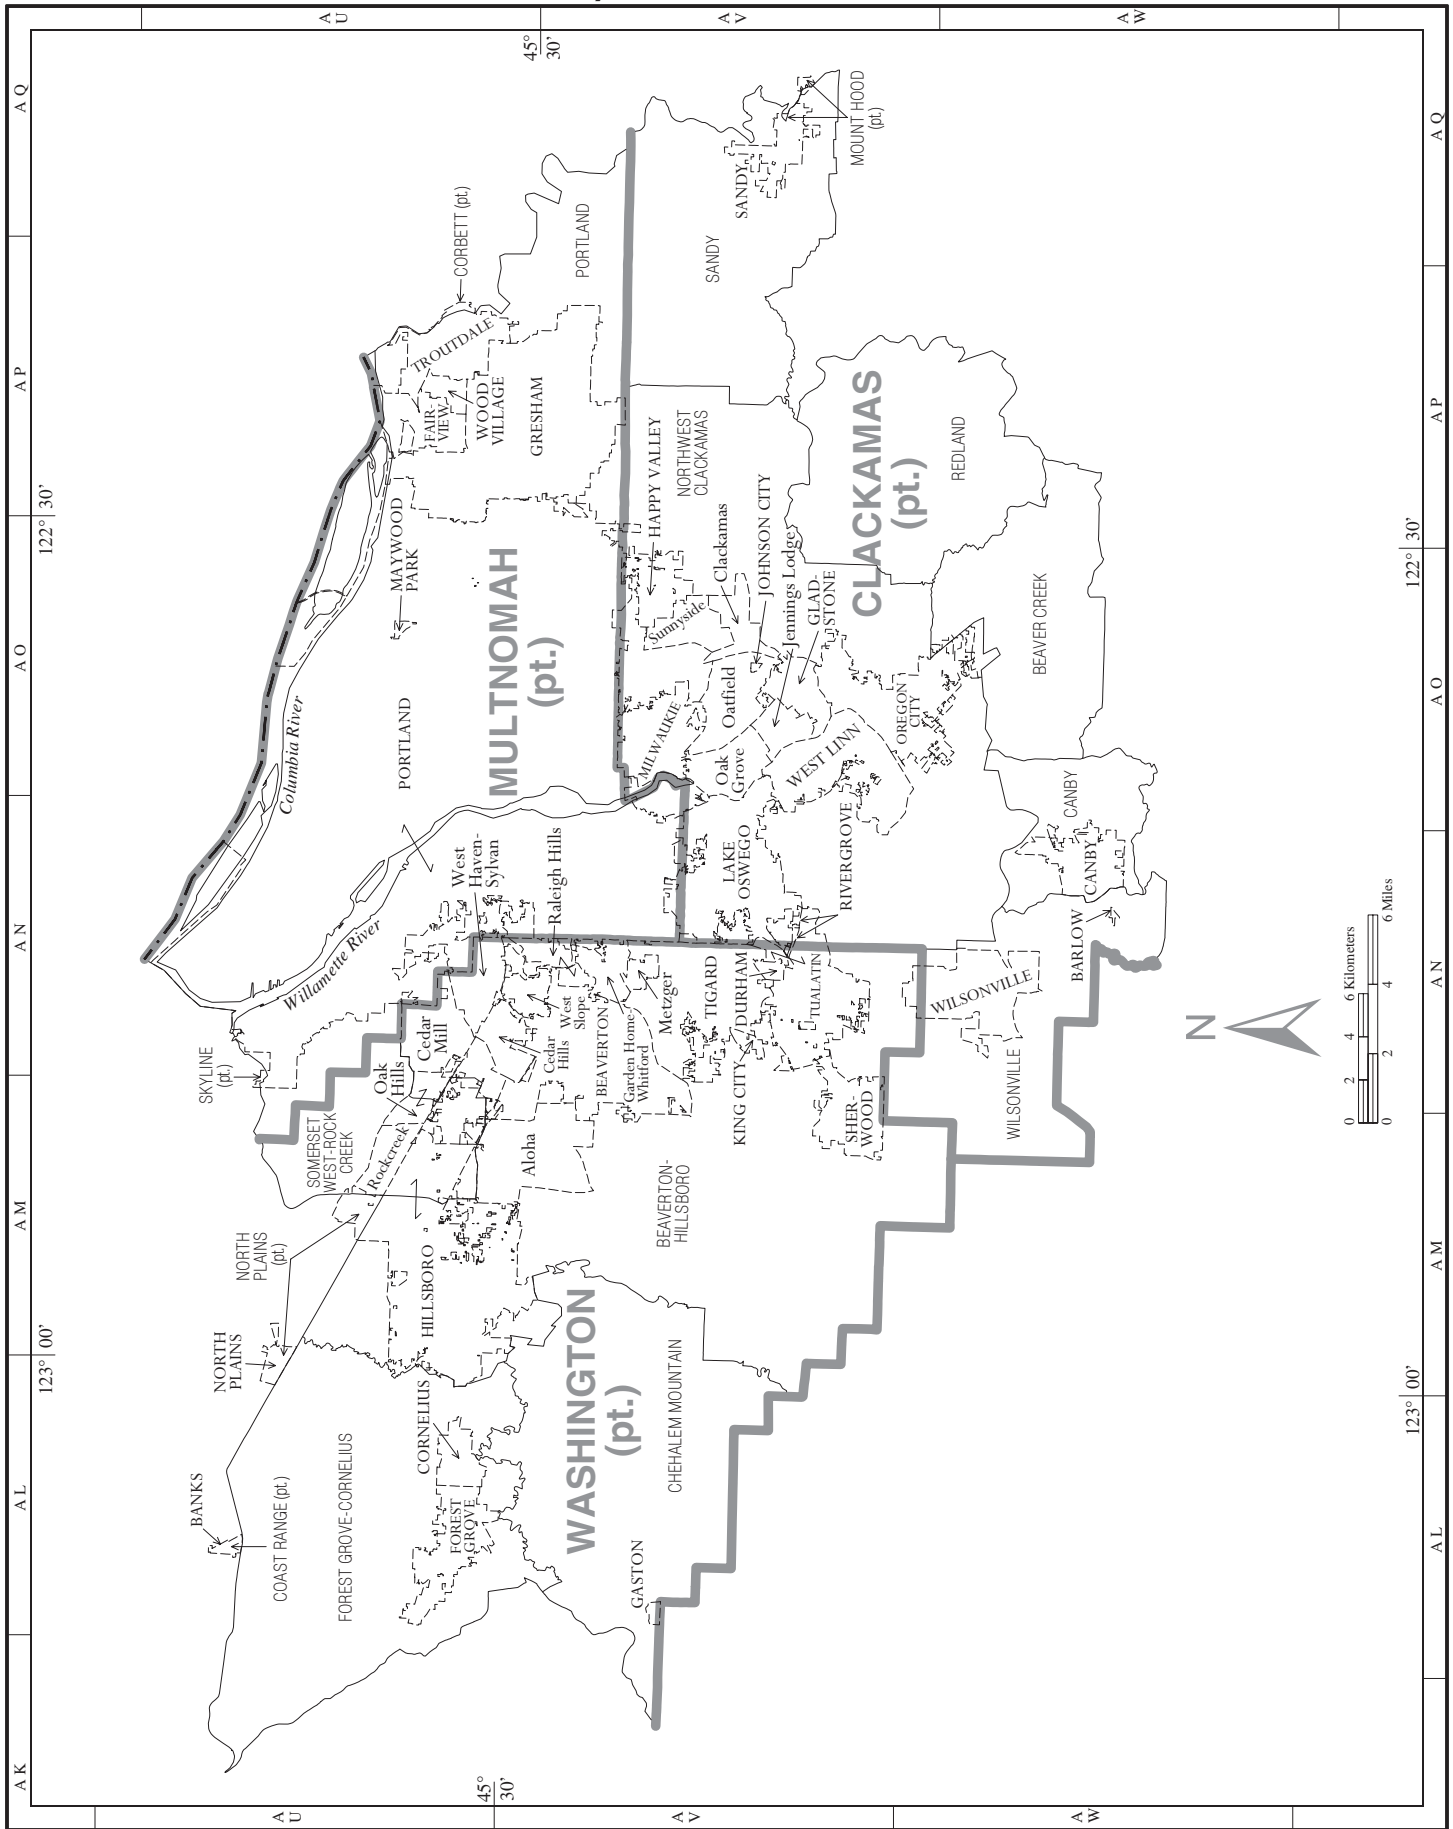 A U
A V
A W
A Q
A P
A O
A N
A M
A L
A K
45°
30'
122° 30'
123° 00'
MOUNT HOOD
(pt.)
SANDY
SANDY
PORTLAND
CORBETT (pt.)
TROUTDALE
FAIR-
VIEW
WOOD
VILLAGE
GRESHAM
NORTHWEST
CLACKAMAS
HAPPY VALLEY
CLACKAMAS
(pt.)
REDLAND
MAYWOOD
PARK
MULTNOMAH
(pt.)
Clackamas
JOHNSON CITY
Jennings Lodge
GLAD-
STONE
Sunnyside
BEAVER CREEK
Columbia River
PORTLAND
MILWAUKIE
Oatfield
Oak
Grove
WEST LINN
OREGON
CITY
CANBY
CANBY
West
Haven-
Sylvan
Raleigh Hills
LAKE
OSWEGO
RIVERGROVE
BARLOW
Willamette River
SKYLINE
(pt.)
Cedar
Mill
Oak
Hills
West
Slope
Cedar
Hills
BEAVERTON
Garden Home-
Whitford
Metzger
TIGARD
DURHAM
KING CITY
TUALATIN
SHER-
WOOD
WILSONVILLE
WILSONVILLE
SOMERSET
WEST-ROCK
CREEK
Rockcreek
Aloha
BEAVERTON-
HILLSBORO
NORTH
PLAINS
(pt.)
NORTH
PLAINS
HILLSBORO
WASHINGTON
(pt.)
CHEHALEM MOUNTAIN
CORNELIUS
BANKS
COAST RANGE (pt.)
FOREST GROVE-CORNELIUS
FOREST
GROVE
GASTON
N
0 2 4 6 Kilometers
0 2 4 6 Miles
A Q
A P
A O
A N
A M
A L
122° 30'
123° 00'
45°
30'
A U
A V
A W